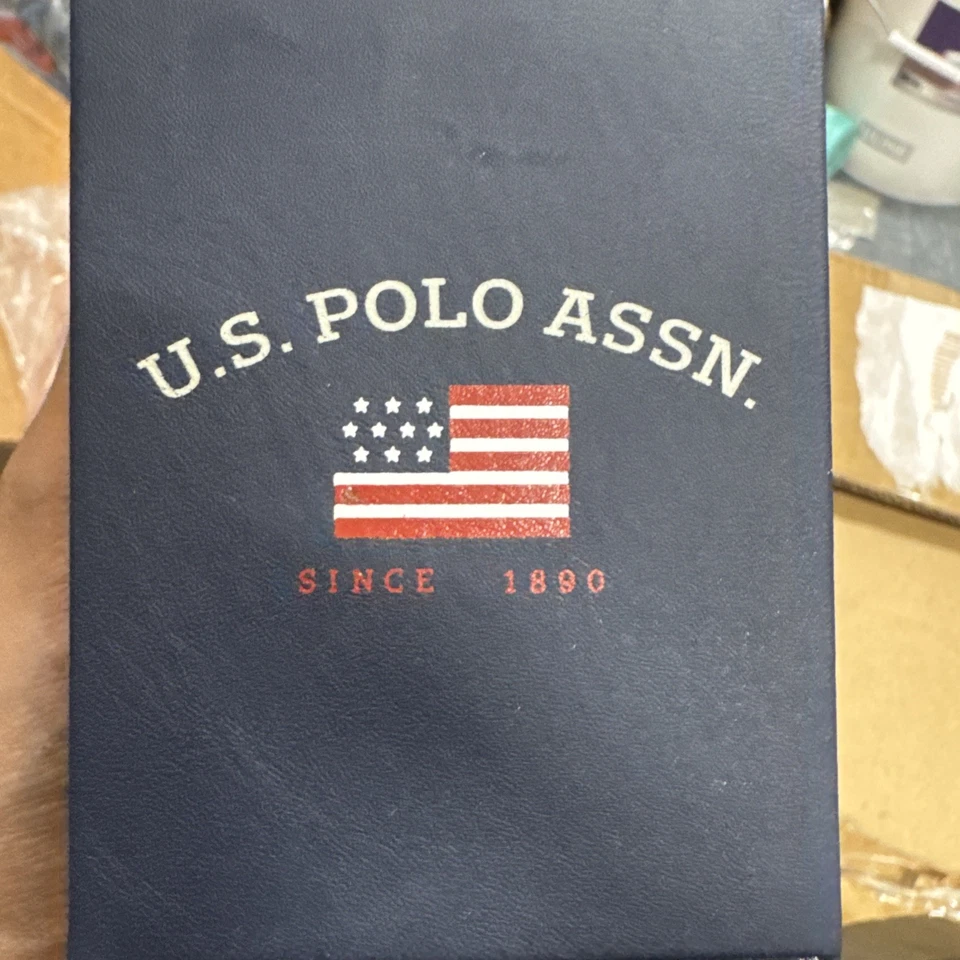 U.S. POLO ASSN.
SINCE 1890